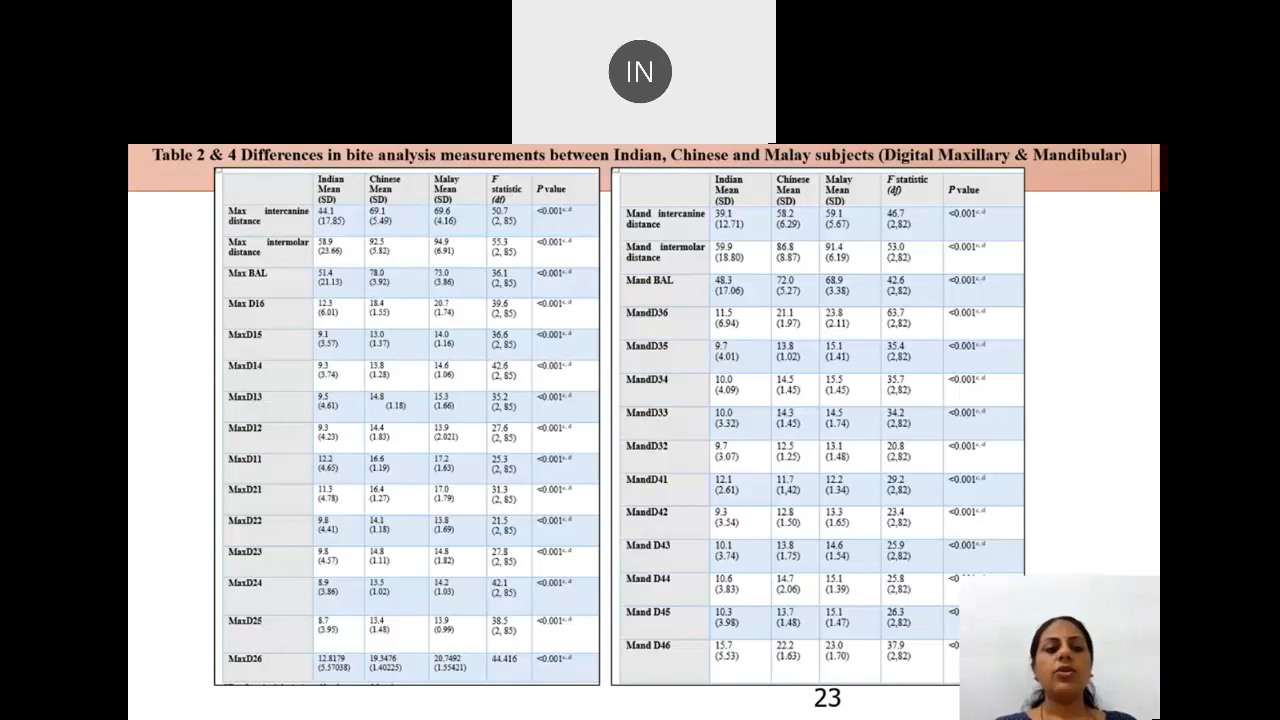 IN
Table 2 & 4 Differences in bite analysis measurements between Indian, Chinese and Malay subjects (Digital Maxillary & Mandibular)
Indian Mean (SD) Chinese Mean (SD) Malay Mean (SD) F statistic (df) P value
Max intercanine distance 44.1 (17.85) 69.1 (5.49) 69.6 (4.16) 50.7 (2, 85) <0.001c, d
Max intermolar distance 58.9 (23.66) 92.5 (5.82) 94.9 (6.91) 55.3 (2, 85) <0.001c, d
Max BAL 51.4 (21.13) 78.0 (3.92) 73.0 (3.86) 36.1 (2, 85) <0.001c, d
Max D16 12.3 (6.01) 18.4 (1.55) 20.7 (1.74) 39.6 (2, 85) <0.001c, d
MaxD15 9.1 (3.57) 13.0 (1.37) 14.0 (1.16) 36.6 (2, 85) <0.001c, d
MaxD14 9.3 (3.74) 13.8 (1.28) 14.6 (1.06) 42.6 (2, 85) <0.001c, d
MaxD13 9.5 (4.61) 14.8 (1.18) 15.3 (1.66) 35.2 (2, 85) <0.001c, d
MaxD12 9.3 (4.23) 14.4 (1.83) 13.9 (2.021) 27.6 (2, 85) <0.001c, d
MaxD11 12.2 (4.65) 16.6 (1.19) 17.2 (1.63) 25.3 (2, 85) <0.001c, d
MaxD21 11.3 (4.78) 16.4 (1.27) 17.0 (1.79) 31.3 (2, 85) <0.001c, d
MaxD22 9.8 (4.41) 14.1 (1.18) 13.8 (1.69) 21.5 (2, 85) <0.001c, d
MaxD23 9.8 (4.57) 14.8 (1.11) 14.8 (1.82) 27.8 (2, 85) <0.001c, d
MaxD24 8.9 (3.86) 13.5 (1.02) 14.2 (1.03) 42.1 (2, 85) <0.001c, d
MaxD25 8.7 (3.95) 13.4 (1.48) 13.9 (0.99) 38.5 (2, 85) <0.001c, d
MaxD26 12.8179 (5.57038) 19.3476 (1.40225) 20.7492 (1.55421) 44.416 <0.001c, d
Indian Mean (SD) Chinese Mean (SD) Malay Mean (SD) F statistic (df) P value
Mand intercanine distance 39.1 (12.71) 58.2 (6.29) 59.1 (5.67) 46.7 (2,82) <0.001c, d
Mand intermolar distance 59.9 (18.80) 86.8 (8.87) 91.4 (6.19) 53.0 (2,82) <0.001c, d
Mand BAL 48.3 (17.06) 72.0 (5.27) 68.9 (3.38) 42.6 (2,82) <0.001c, d
MandD36 11.5 (6.94) 21.1 (1.97) 23.8 (2.11) 63.7 (2,82) <0.001c, d
MandD35 9.7 (4.01) 13.8 (1.02) 15.1 (1.41) 35.4 (2,82) <0.001c, d
MandD34 10.0 (4.09) 14.5 (1.45) 15.5 (1.45) 35.7 (2,82) <0.001c, d
MandD33 10.0 (3.32) 14.3 (1.45) 14.5 (1.74) 34.2 (2,82) <0.001c, d
MandD32 9.7 (3.07) 12.5 (1.25) 13.1 (1.48) 20.8 (2,82) <0.001c, d
MandD41 12.1 (2.61) 11.7 (1,42) 12.2 (1.34) 29.2 (2,82) <0.001c, d
MandD42 9.3 (3.54) 12.8 (1.50) 13.3 (1.65) 23.4 (2,82) <0.001c, d
Mand D43 10.1 (3.74) 13.8 (1.75) 14.6 (1.54) 25.9 (2,82) <0.001c, d
Mand D44 10.6 (3.83) 14.7 (2.06) 15.1 (1.39) 25.8 (2,82) <0
Mand D45 10.3 (3.98) 13.7 (1.48) 15.1 (1.47) 26.3 (2,82) <0
Mand D46 15.7 (5.53) 22.2 (1.63) 23.0 (1.70) 37.9 (2,82) <0
23